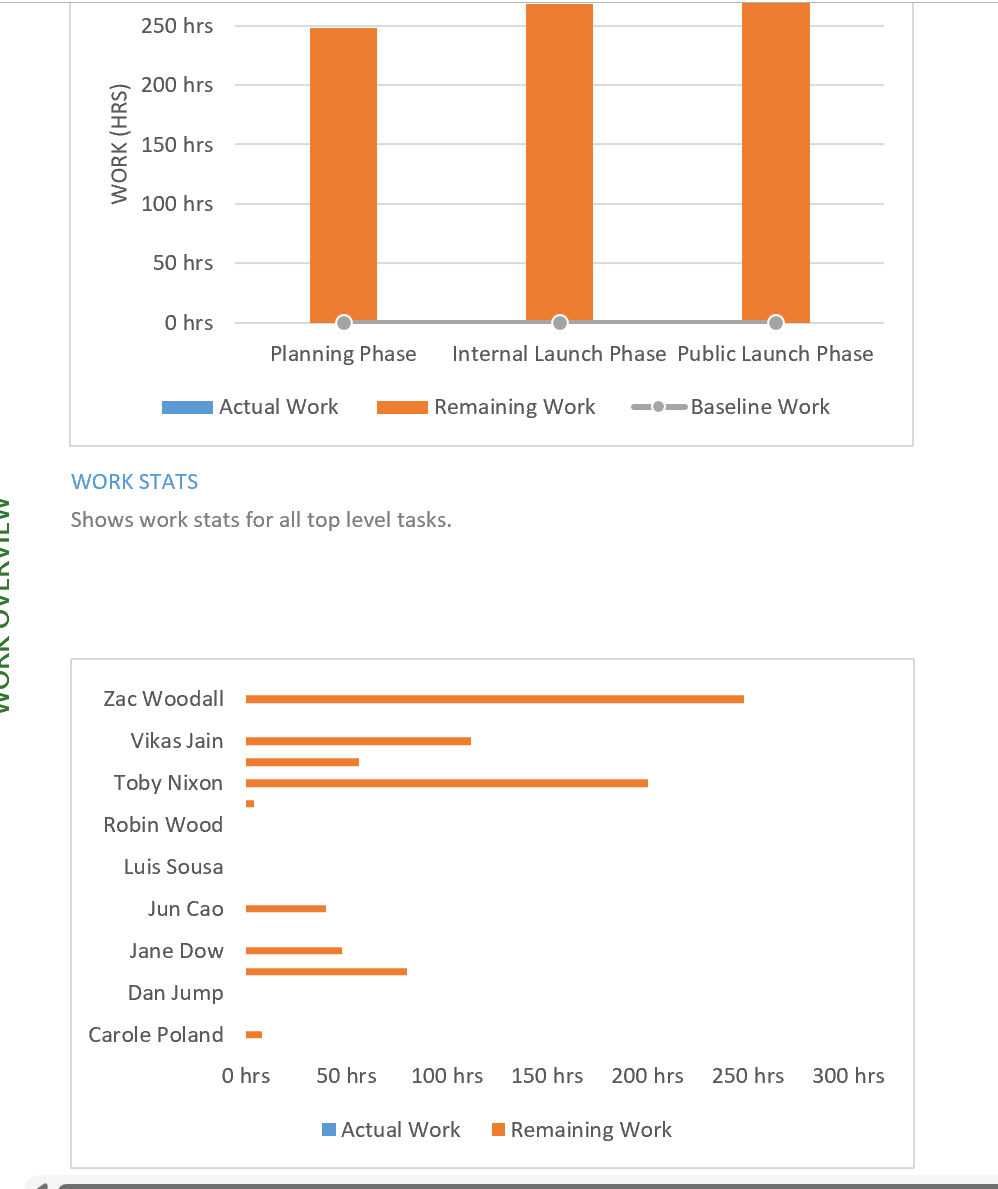 250 hrs
200 hrs
150 hrs
100 hrs
50 hrs
0 hrs
WORK (HRS)
Planning Phase Internal Launch Phase Public Launch Phase
Actual Work Remaining Work Baseline Work
WORK STATS
Shows work stats for all top level tasks.
WORK OVERVIEW
Zac Woodall
Vikas Jain
Toby Nixon
Robin Wood
Luis Sousa
Jun Cao
Jane Dow
Dan Jump
Carole Poland
0 hrs 50 hrs 100 hrs 150 hrs 200 hrs 250 hrs 300 hrs
Actual Work Remaining Work